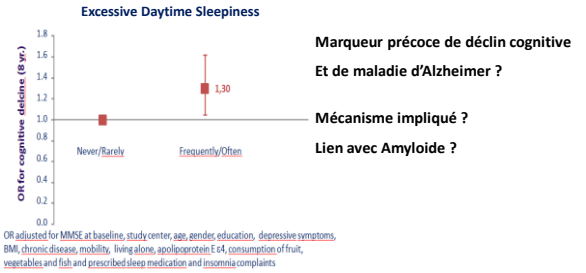 Excessive Daytime Sleepiness
OR for cognitive delcine (8 yr.)
1.8
1.6
1.4
1.2
1.0
0.8
0.6
0.4
0.2
0.0
1,30
Never/Rarely
Frequently/Often
Marqueur précoce de déclin cognitive
Et de maladie d'Alzheimer ?
Mécanisme impliqué ?
Lien avec Amyloide ?
OR adjusted for MMSE at baseline, study center, age, gender, education, depressive symptoms,
BMI, chronic disease, mobility, living alone, apolipoprotein E ε4, consumption of fruit,
vegetables and fish and prescribed sleep medication and insomnia complaints